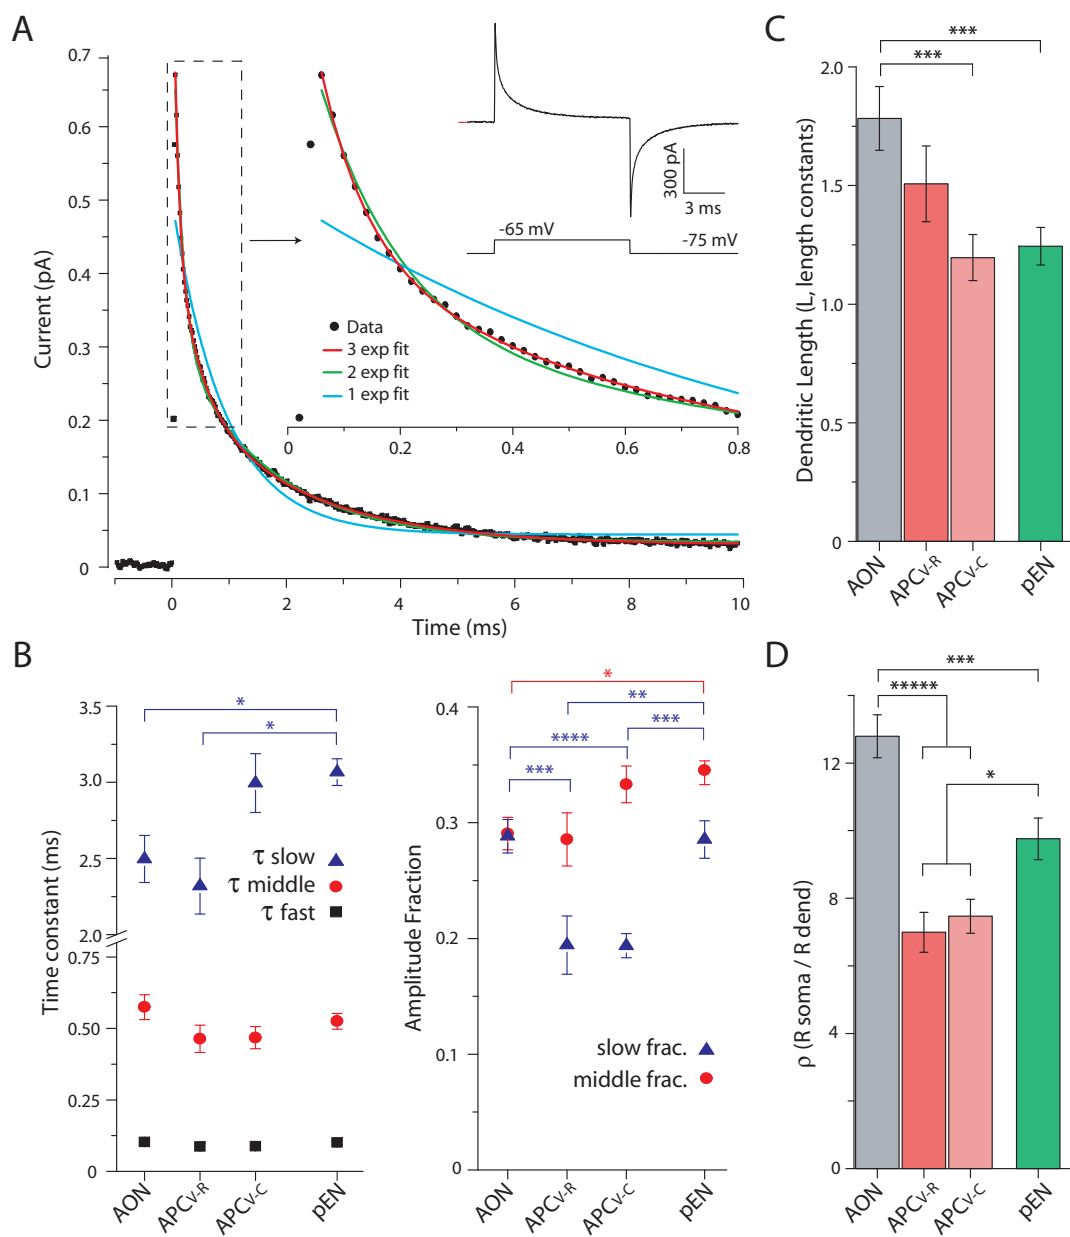 A
0.7
0.6
0.5
0.4
0.3
0.2
0.1
0
Current (pA)
0
2
4
6
8
10
Time (ms)
Data
3 exp fit
2 exp fit
1 exp fit
0
0.2
0.4
0.6
0.8
300 pA
3 ms
-65 mV
-75 mV
B
3.5
3.0
2.5
2.0
0.75
0.50
0.25
0
Time constant (ms)
*
*
τ slow
τ middle
τ fast
AON
APCV-R
APCV-C
pEN
0.4
0.3
0.2
0.1
0
Amplitude Fraction
*
**
***
****
***
slow frac.
middle frac.
AON
APCV-R
APCV-C
pEN
C
***
***
2.0
1.5
1.0
0.5
0
Dendritic Length (L, length constants)
AON
APCV-R
APCV-C
pEN
D
***
*****
*
12
8
4
0
ρ (R soma / R dend)
AON
APCV-R
APCV-C
pEN